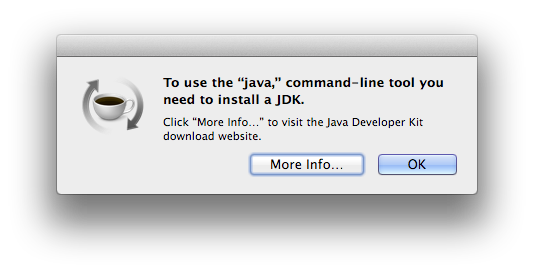 To use the “java,” command-line tool you
need to install a JDK.
Click “More Info…” to visit the Java Developer Kit
download website.
More Info…
OK